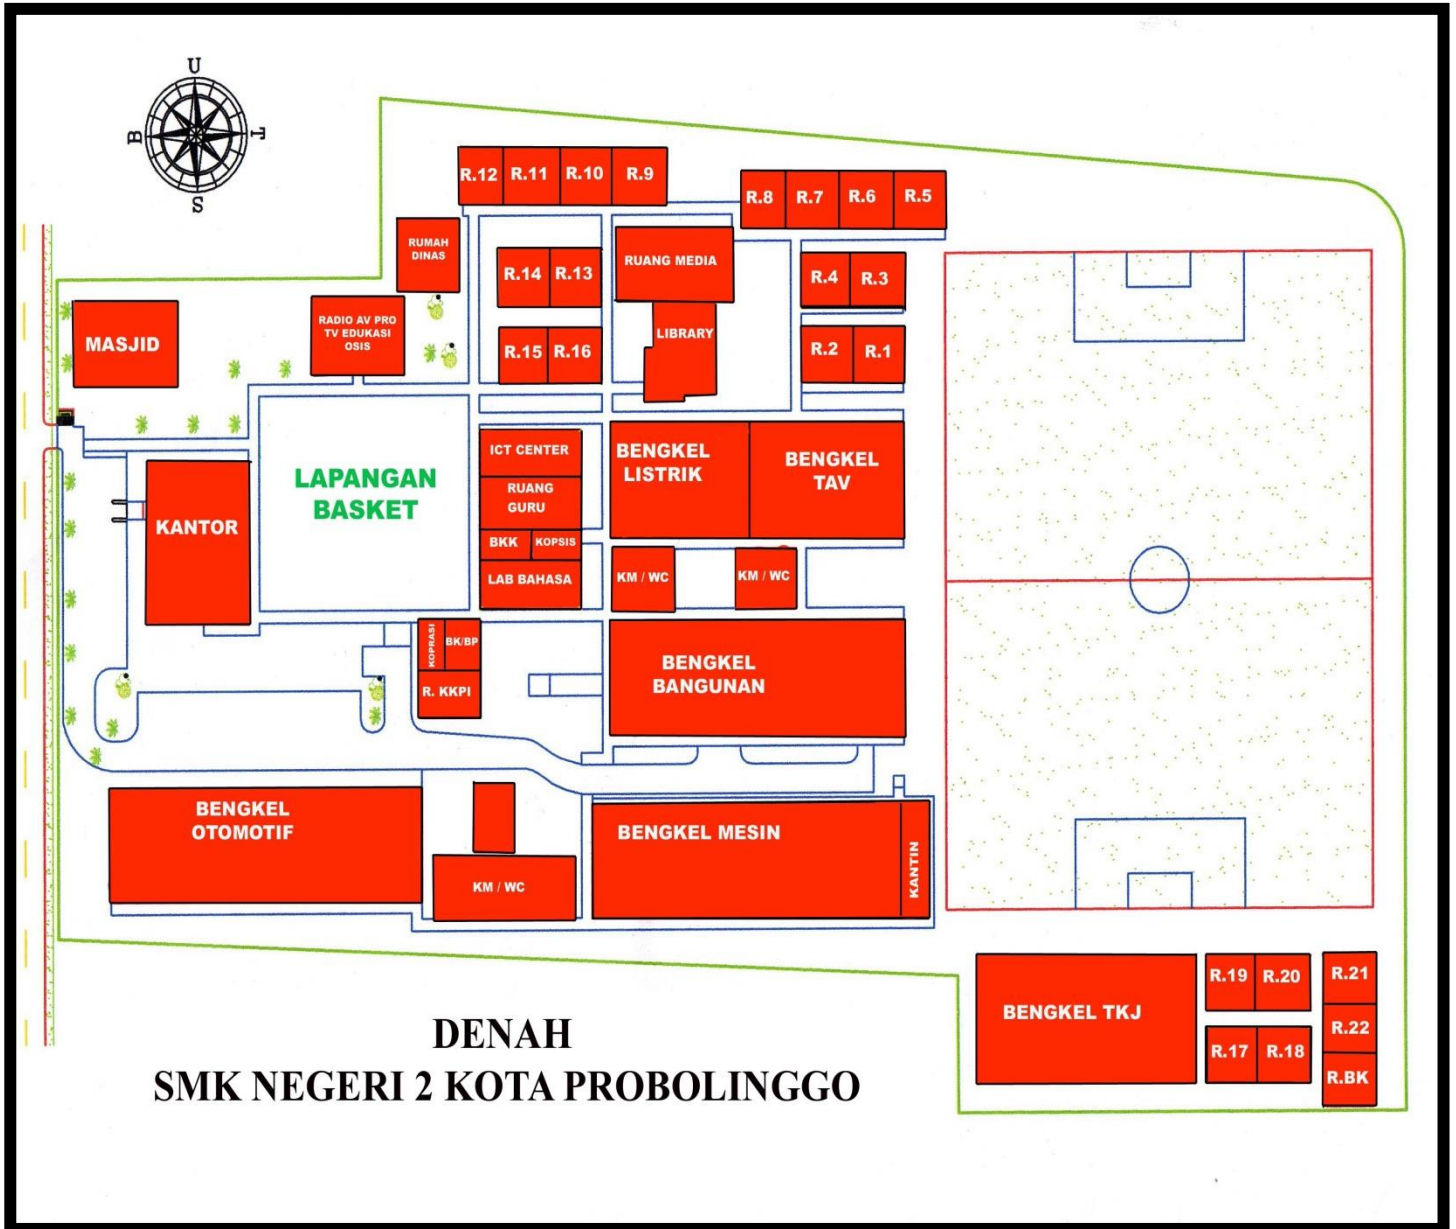 U
B
T
S
R.12
R.11
R.10
R.9
R.8
R.7
R.6
R.5
RUMAH
DINAS
RUANG MEDIA
R.14
R.13
R.4
R.3
MASJID
RADIO AV PRO
TV EDUKASI
OSIS
LIBRARY
R.15
R.16
R.2
R.1
KANTOR
LAPANGAN
BASKET
ICT CENTER
RUANG
GURU
BKK
KOPSIS
LAB BAHASA
BENGKEL
LISTRIK
BENGKEL
TAV
KM / WC
KM / WC
KOPRASI
BK/BP
R. KKPI
BENGKEL
BANGUNAN
BENGKEL
OTOMOTIF
KM / WC
BENGKEL MESIN
KANTIN
BENGKEL TKJ
R.19
R.20
R.21
R.22
R.17
R.18
R.BK
DENAH
SMK NEGERI 2 KOTA PROBOLINGGO